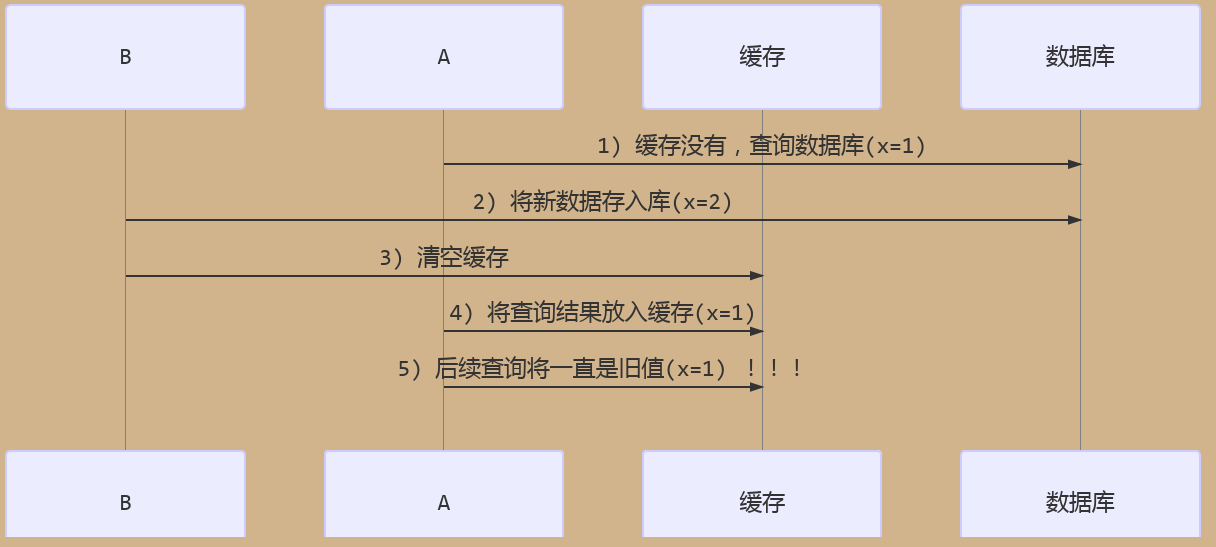 B
A
缓存
数据库
1) 缓存没有，查询数据库(x=1)
2) 将新数据存入库(x=2)
3) 清空缓存
4) 将查询结果放入缓存(x=1)
5) 后续查询将一直是旧值(x=1) ！！！
B
A
缓存
数据库